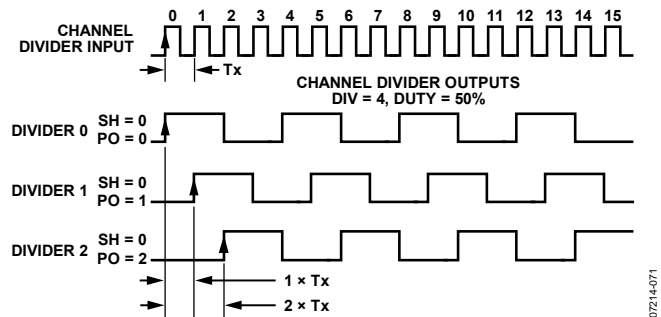 0 1 2 3 4 5 6 7 8 9 10 11 12 13 14 15
CHANNEL
DIVIDER INPUT
Tx
CHANNEL DIVIDER OUTPUTS
DIV = 4, DUTY = 50%
DIVIDER 0 SH = 0
PO = 0
DIVIDER 1 SH = 0
PO = 1
DIVIDER 2 SH = 0
PO = 2
1 × Tx
2 × Tx
07214-071